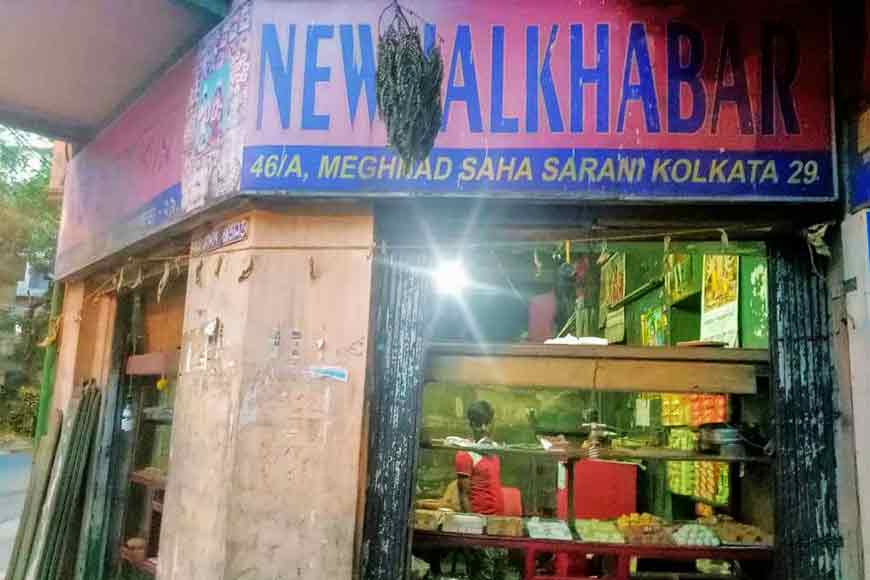 NEW JALKHABAR
46/A, MEGHNAD SAHA SARANI KOLKATA 29